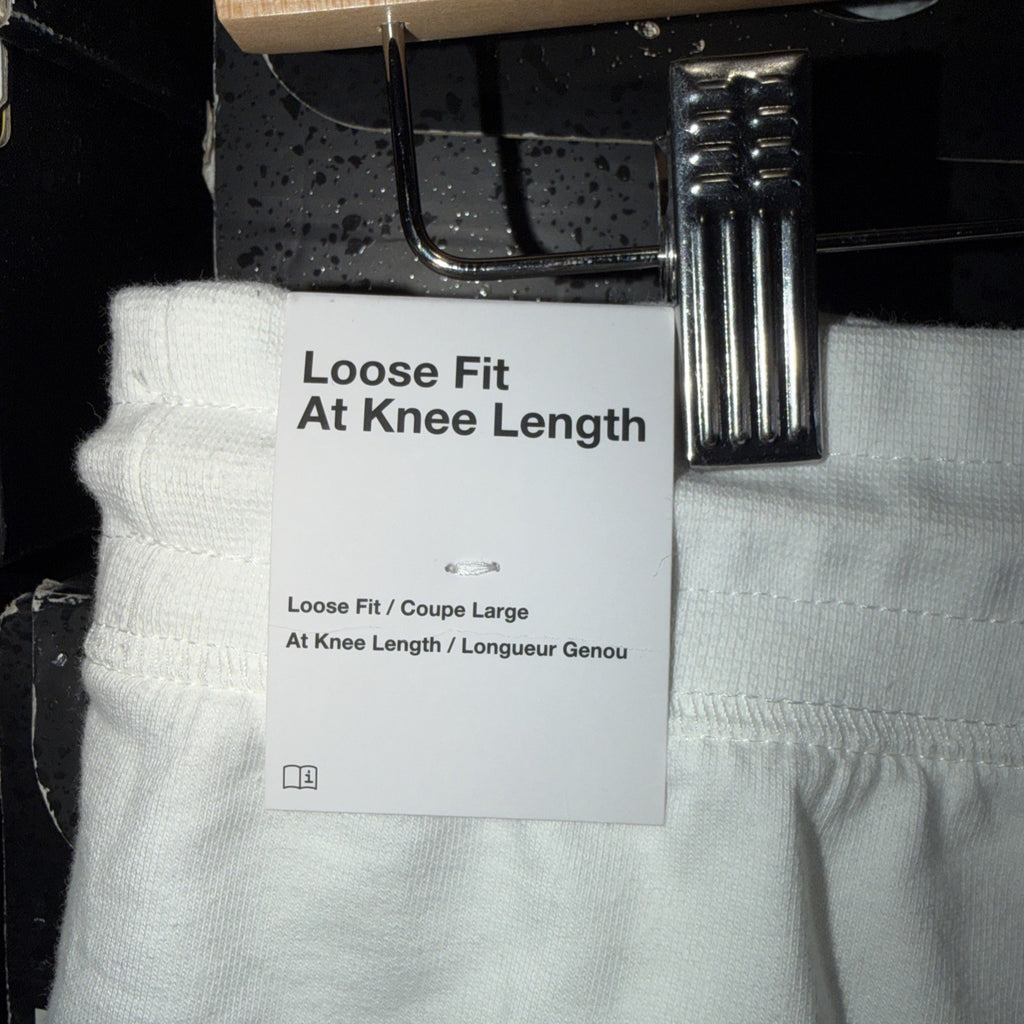 Loose Fit
At Knee Length
Loose Fit / Coupe Large
At Knee Length / Longueur Genou
i